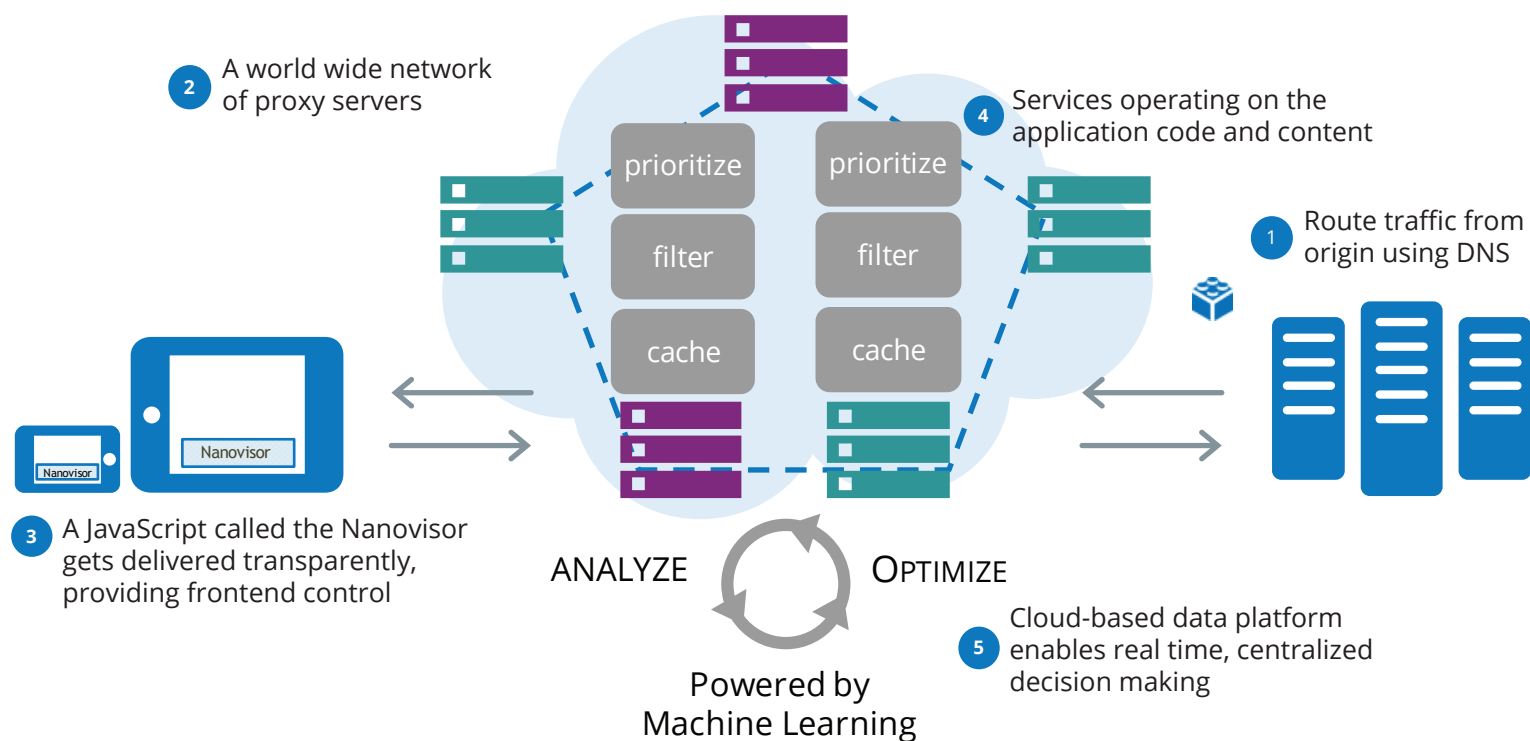 2
A world wide network
of proxy servers
4
Services operating on the
application code and content
prioritize
prioritize
filter
filter
cache
cache
1
Route traffic from
origin using DNS
Nanovisor
Nanovisor
3
A JavaScript called the Nanovisor
gets delivered transparently,
providing frontend control
ANALYZE
OPTIMIZE
5
Cloud-based data platform
enables real time, centralized
decision making
Powered by
Machine Learning